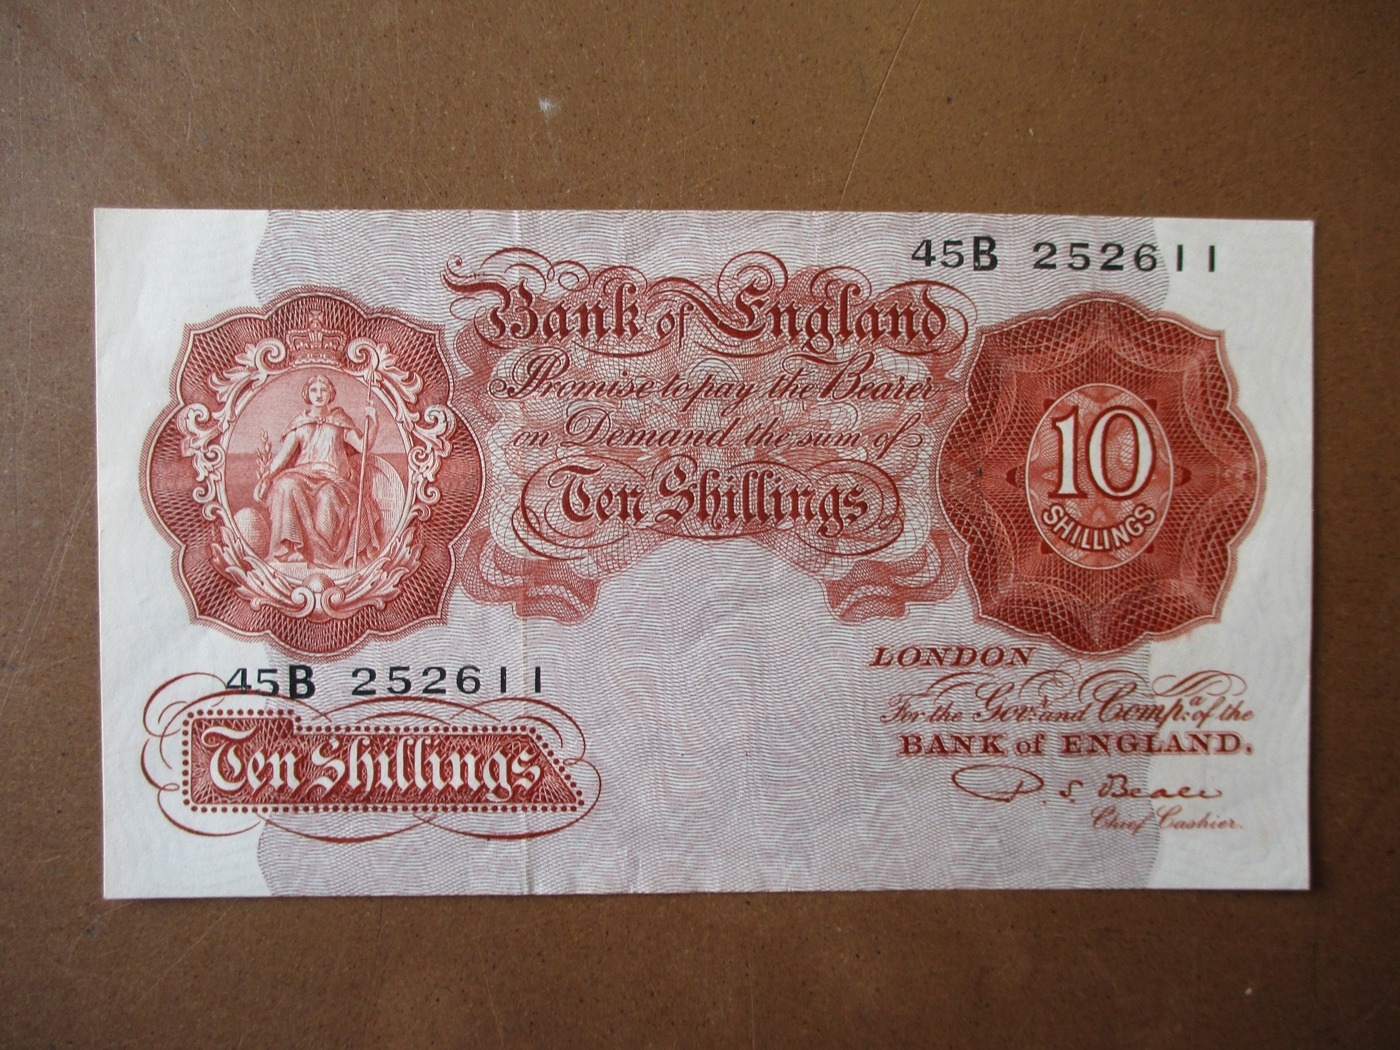 45B 252611
Bank of England
Promise to pay the Bearer
on Demand the sum of
Ten Shillings
10
SHILLINGS
45B 252611
Ten Shillings
LONDON
For the Govr. and Compa. of the
BANK of ENGLAND.
P. S. Beale
Chief Cashier.